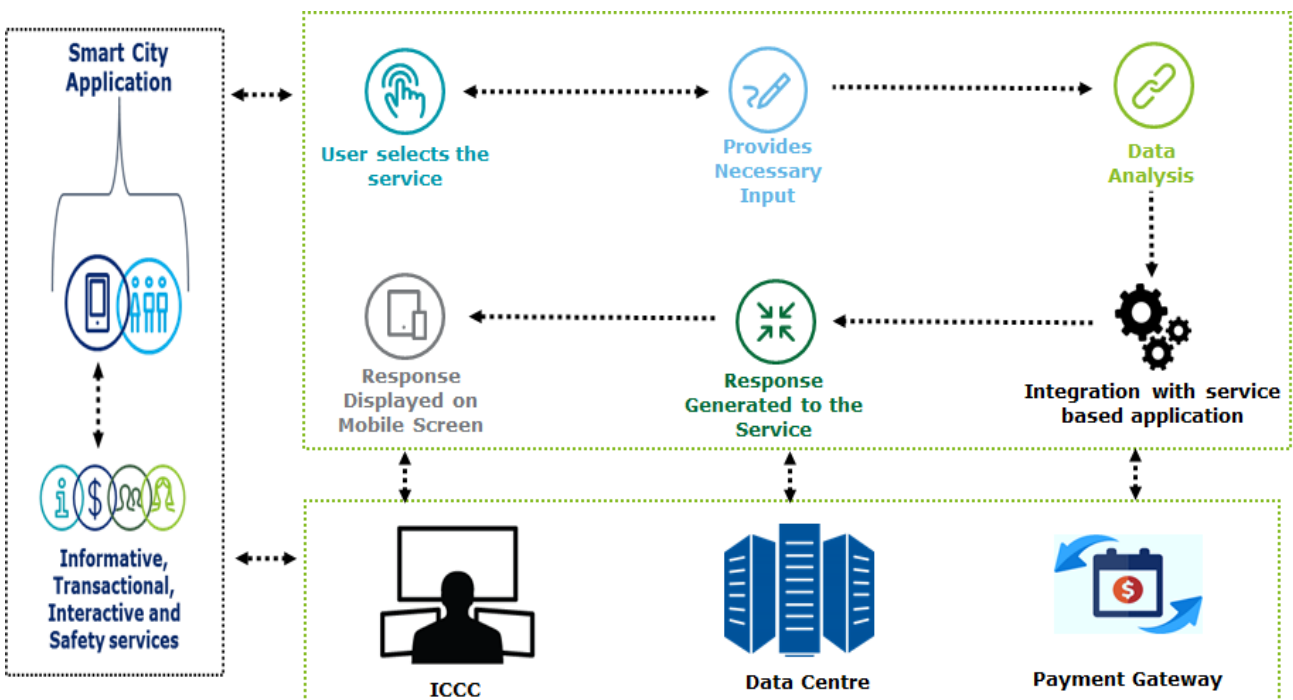 Smart City
Application
User selects the
service
Provides
Necessary
Input
Data
Analysis
Response
Displayed on
Mobile Screen
Response
Generated to the
Service
Integration with service
based application
Informative,
Transactional,
Interactive and
Safety services
ICCC
Data Centre
Payment Gateway